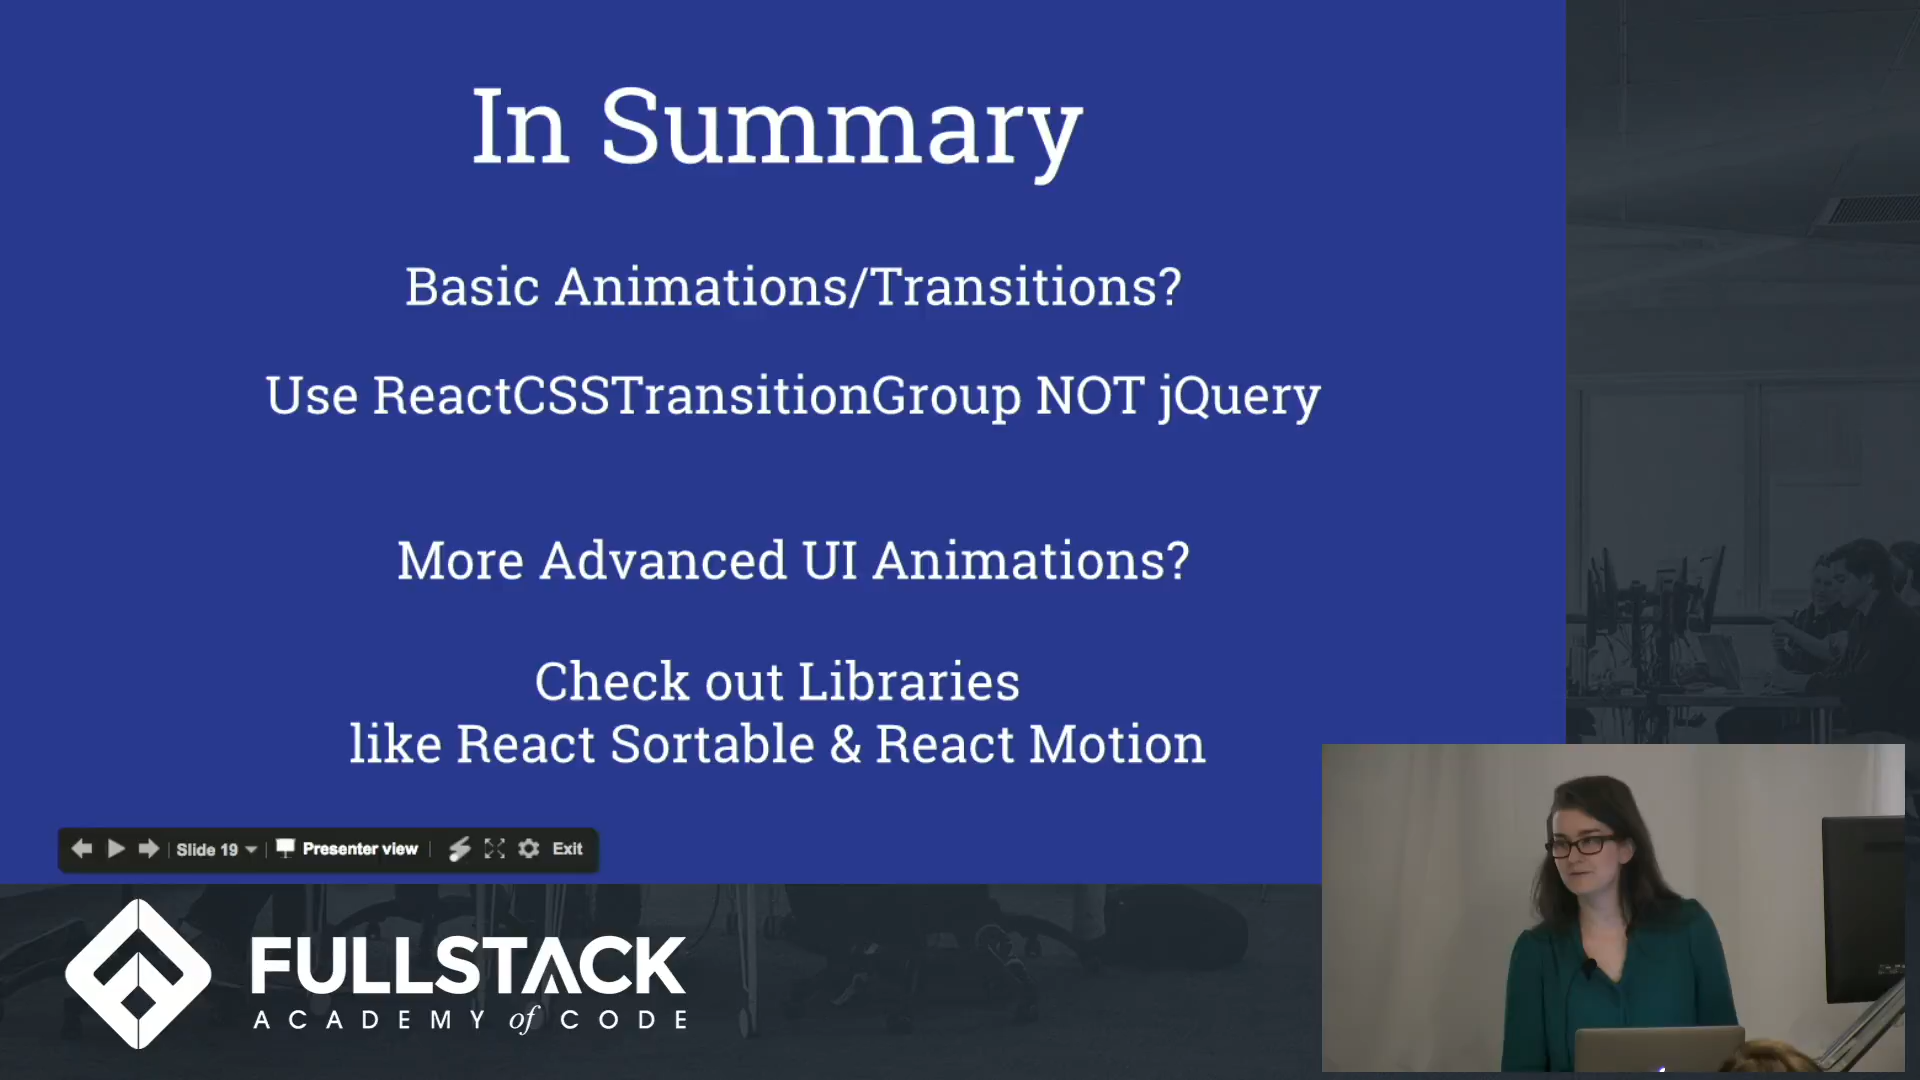 In Summary
Basic Animations/Transitions?
Use ReactCSSTransitionGroup NOT jQuery
More Advanced UI Animations?
Check out Libraries
like React Sortable & React Motion
Slide 19
Presenter view
Exit
FULLSTACK
ACADEMY of CODE